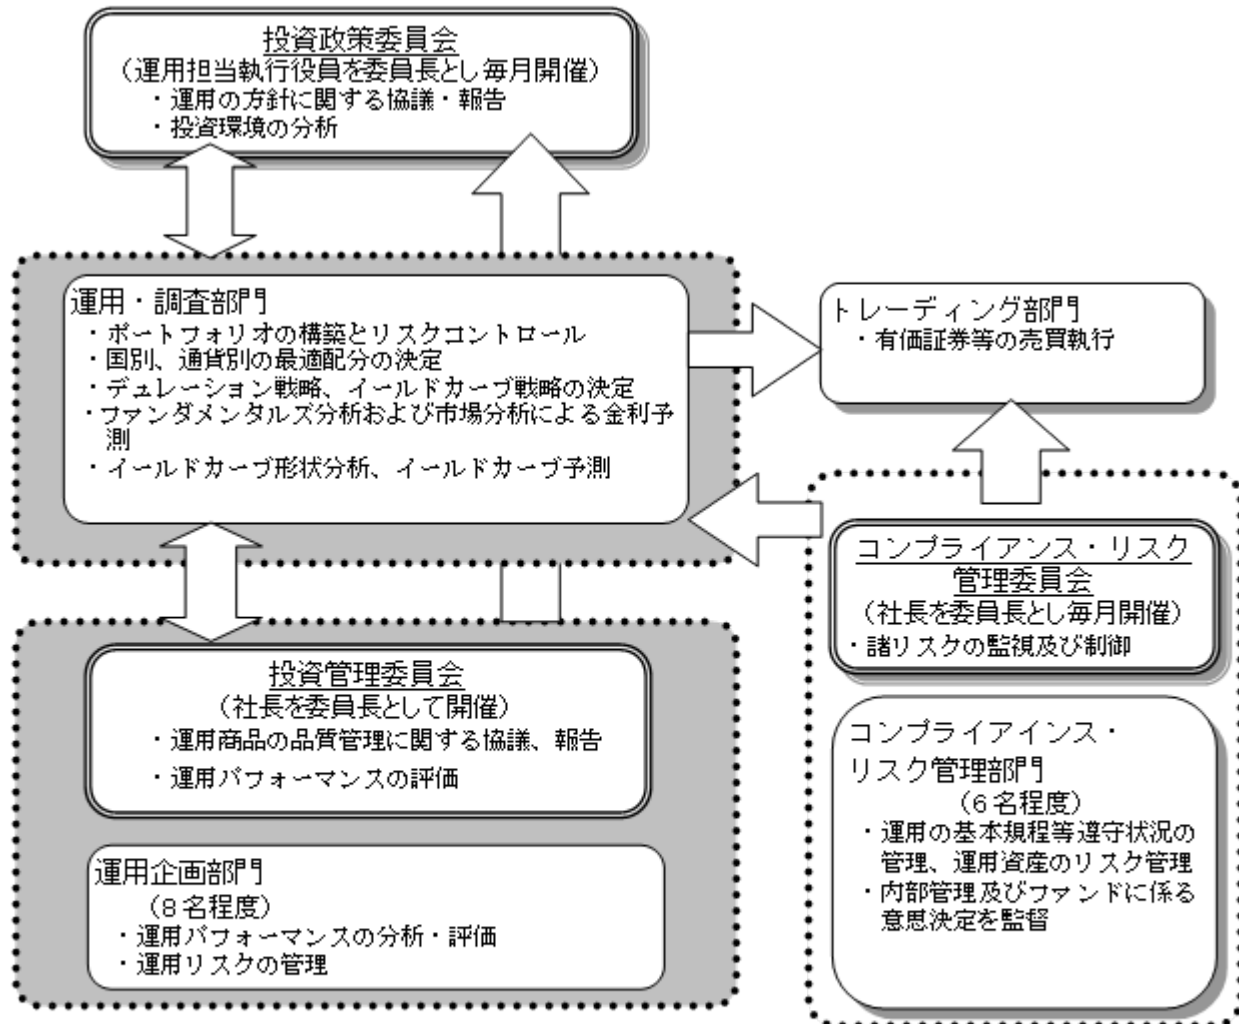 投資政策委員会
（運用担当執行役員を委員長とし毎月開催）
・運用の方針に関する協議・報告
・投資環境の分析
運用・調査部門
・ポートフォリオの構築とリスクコントロール
・国別、通貨別の最適配分の決定
・デュレーション戦略、イールドカーブ戦略の決定
・ファンダメンタルズ分析および市場分析による金利予
測
・イールドカーブ形状分析、イールドカーブ予測
トレーディング部門
・有価証券等の売買執行
コンプライアンス・リスク
管理委員会
（社長を委員長とし毎月開催）
・諸リスクの監視及び制御
投資管理委員会
（社長を委員長として開催）
・運用商品の品質管理に関する協議、報告
・運用パフォーマンスの評価
コンプライアインス・
リスク管理部門
（6名程度）
・運用の基本規程等遵守状況の
管理、運用資産のリスク管理
・内部管理及びファンドに係る
意思決定を監督
運用企画部門
（8名程度）
・運用パフォーマンスの分析・評価
・運用リスクの管理